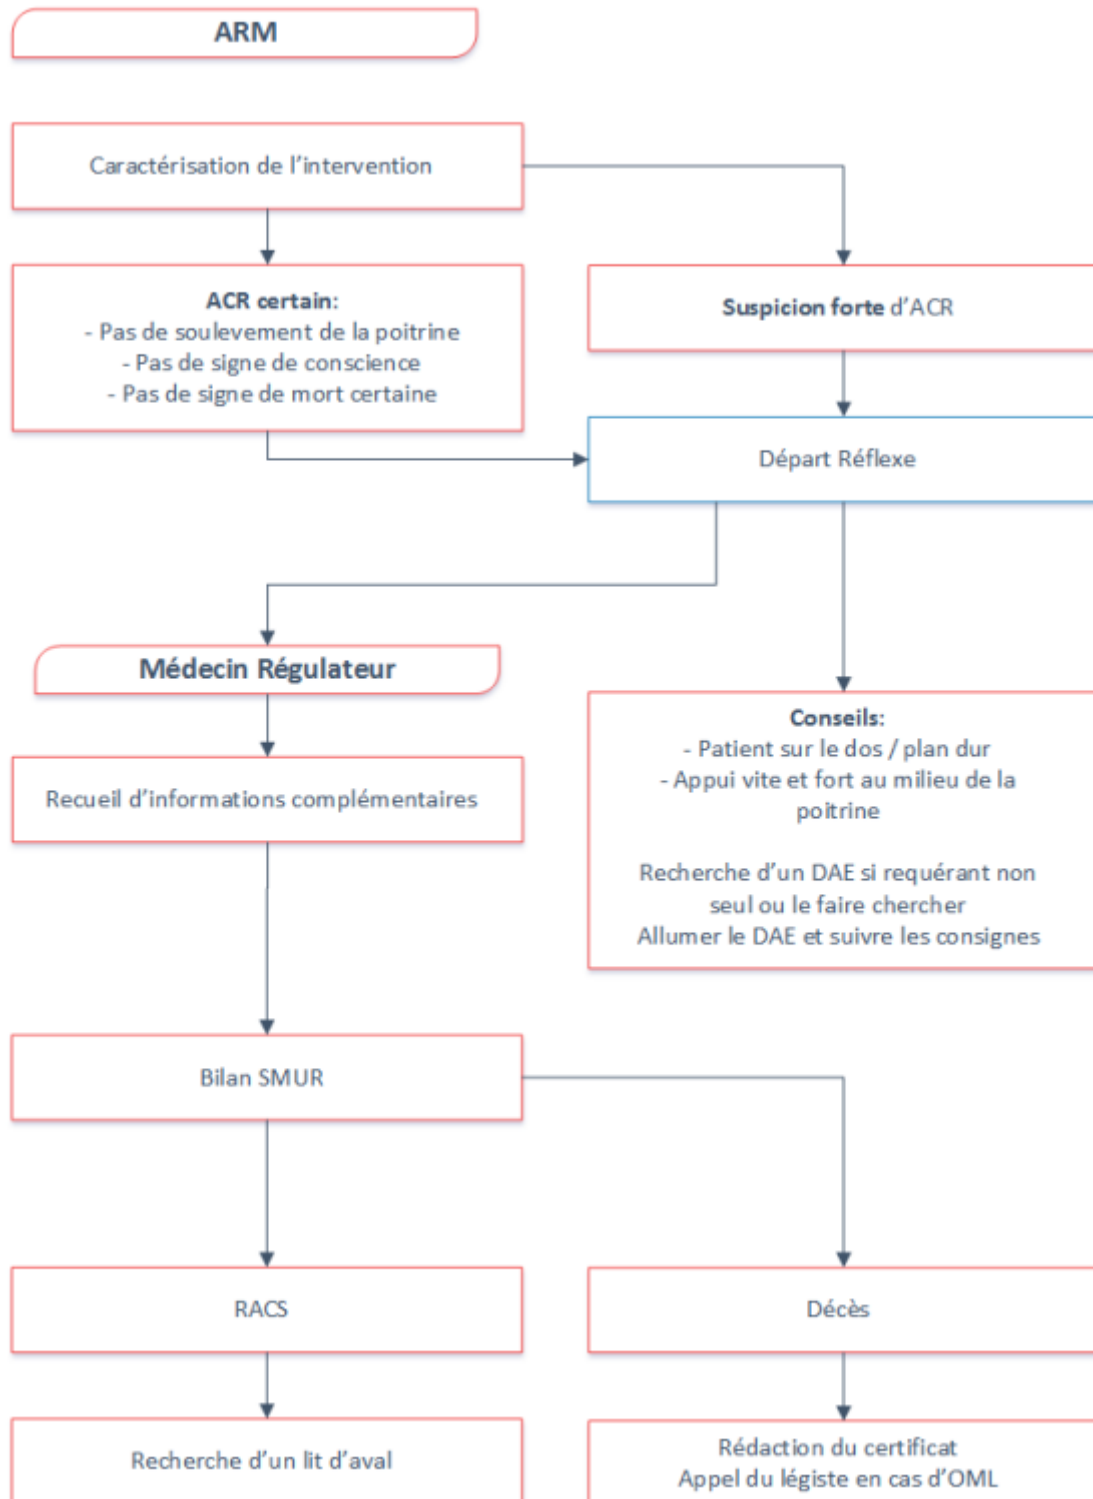 ARM
Caractérisation de l'intervention
ACR certain:
- Pas de soulevement de la poitrine
- Pas de signe de conscience
- Pas de signe de mort certaine
Suspicion forte d'ACR
Départ Réflexe
Médecin Régulateur
Recueil d'informations complémentaires
Conseils:
- Patient sur le dos / plan dur
- Appui vite et fort au milieu de la
poitrine
Recherche d'un DAE si requérant non
seul ou le faire chercher
Allumer le DAE et suivre les consignes
Bilan SMUR
RACS
Décès
Recherche d'un lit d'aval
Rédaction du certificat
Appel du légiste en cas d'OML